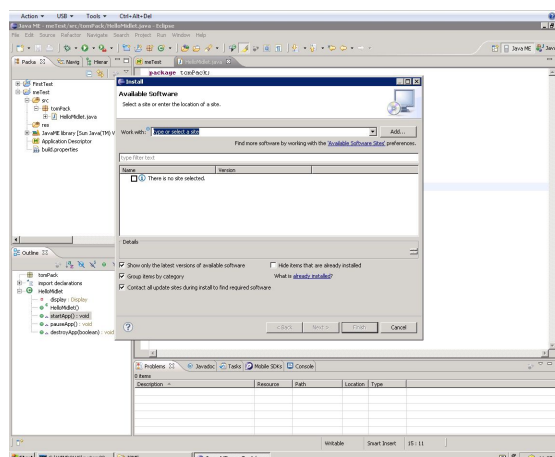 Action USB Tools Ctrl+Alt+Del
Java ME - meTest/src/tomPack/HelloMidlet.java - Eclipse
File Edit Source Refactor Navigate Search Project Run Window Help
Java ME
Packa Navig Hierar
meTest HelloMidlet.java
package tomPack;
FirstTest
meTest
src
tomPack
HelloMidlet.java
res
JavaME library [Sun Java(TM)
Application Descriptor
build.properties
Install
Available Software
Select a site or enter the location of a site.
Work with: type or select a site Add...
Find more software by working with the 'Available Software Sites' preferences.
type filter text
Name Version
There is no site selected.
Details
Show only the latest versions of available software Hide items that are already installed
Group items by category What is already installed?
Contact all update sites during install to find required software
< Back Next > Finish Cancel
Outline
tomPack
import declarations
HelloMidlet
display : Display
HelloMidlet()
startApp() : void
pauseApp() : void
destroyApp(boolean) : void
Problems Javadoc Tasks Mobile SDKs Console
0 items
Description Resource Path Location Type
Writable Smart Insert 15 : 11